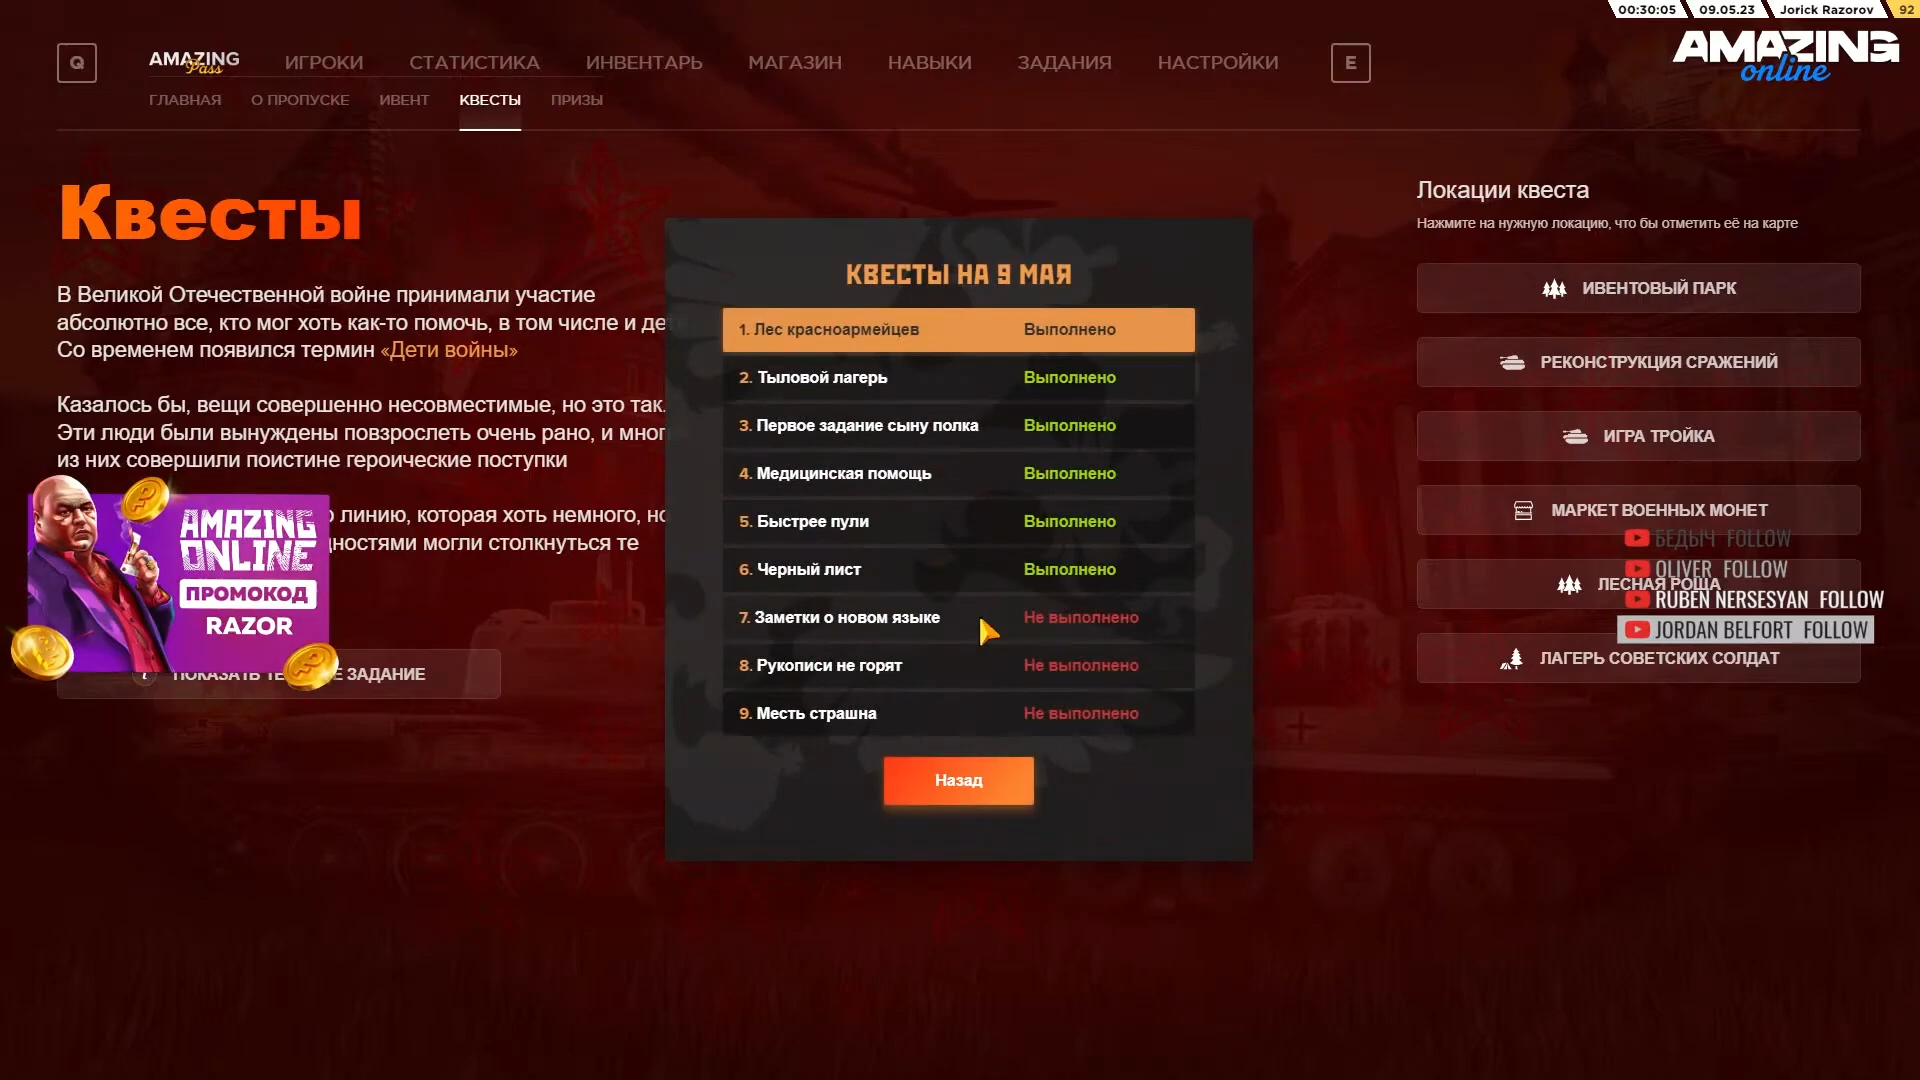 00:30:05 09.05.23 Jorick Razorov 92
AMAZING
online
Q
AMAZING
Pass
ИГРОКИ СТАТИСТИКА ИНВЕНТАРЬ МАГАЗИН НАВЫКИ ЗАДАНИЯ НАСТРОЙКИ
E
ГЛАВНАЯ О ПРОПУСКЕ ИВЕНТ КВЕСТЫ ПРИЗЫ
Квесты
В Великой Отечественной войне принимали участие
абсолютно все, кто мог хоть как-то помочь, в том числе и де
Со временем появился термин «Дети войны»
Казалось бы, вещи совершенно несовместимые, но это так.
Эти люди были вынуждены повзрослеть очень рано, и мног
из них совершили поистине героические поступки
линию, которая хоть немного, но
дностями могли столкнуться те
AMAZING
ONLINE
ПРОМОКОД
RAZOR
ПОКАЗАТЬ ТЕ Е ЗАДАНИЕ
КВЕСТЫ НА 9 МАЯ
1. Лес красноармейцев Выполнено
2. Тыловой лагерь Выполнено
3. Первое задание сыну полка Выполнено
4. Медицинская помощь Выполнено
5. Быстрее пули Выполнено
6. Черный лист Выполнено
7. Заметки о новом языке Не выполнено
8. Рукописи не горят Не выполнено
9. Месть страшна Не выполнено
Назад
Локации квеста
Нажмите на нужную локацию, что бы отметить её на карте
ИВЕНТОВЫЙ ПАРК
РЕКОНСТРУКЦИЯ СРАЖЕНИЙ
ИГРА ТРОЙКА
МАРКЕТ ВОЕННЫХ МОНЕТ
БЕДЫЧ FOLLOW
OLIVER FOLLOW
ЛЕСНАЯ РОЩА
RUBEN NERSESYAN FOLLOW
JORDAN BELFORT FOLLOW
ЛАГЕРЬ СОВЕТСКИХ СОЛДАТ